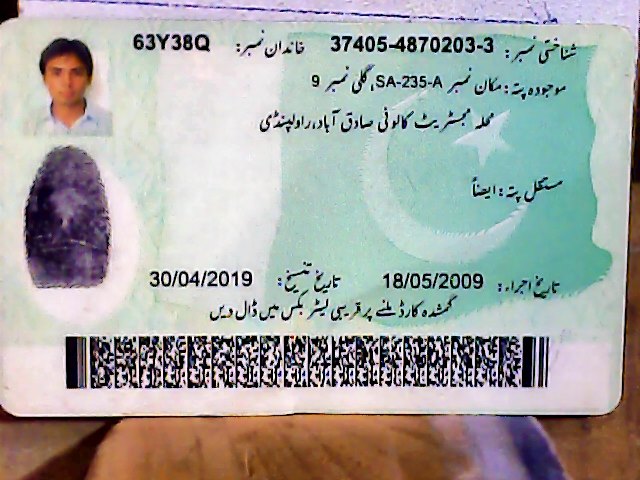 شناختی نمبر: 37405-4870203-3 خاندان نمبر: 63Y38Q
موجودہ پتہ: مکان نمبر SA-235-A، گلی نمبر 9
محلہ مجسٹریٹ کالونی صادق آباد، راولپنڈی
مستقل پتہ: ایضاً
تاریخ اجراء: 18/05/2009 تاریخ تنسیخ: 30/04/2019
گمشدہ کارڈ ملنے پر قریبی لیٹر بکس میں ڈال دیں